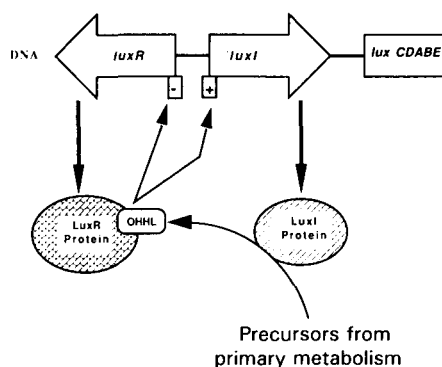 DNA
luxR
luxI
lux CDABE
-
+
LuxR
Protein
OHHL
LuxI
Protein
Precursors from
primary metabolism